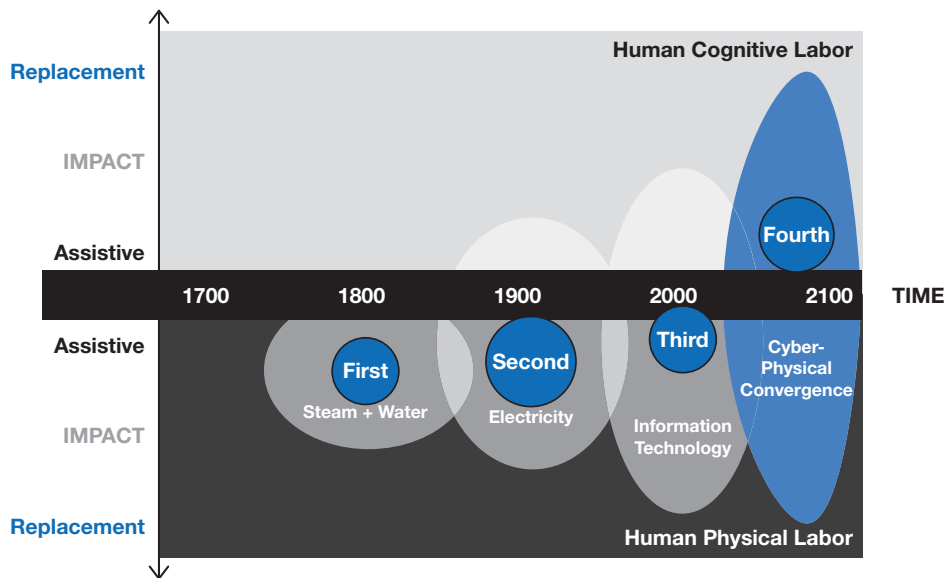 Human Cognitive Labor
Replacement
IMPACT
Fourth
Assistive
1700 1800 1900 2000 2100 TIME
Assistive
First
Second
Third
Cyber-
Physical
Convergence
Steam + Water
Electricity
Information
Technology
IMPACT
Replacement
Human Physical Labor